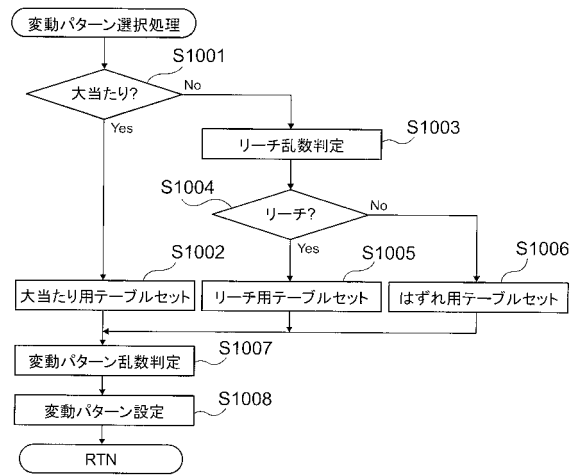 変動パターン選択処理
S1001
大当たり?
No
Yes
S1003
リーチ乱数判定
S1004
リーチ?
No
Yes
S1002
大当たり用テーブルセット
S1005
リーチ用テーブルセット
S1006
はずれ用テーブルセット
S1007
変動パターン乱数判定
S1008
変動パターン設定
RTN